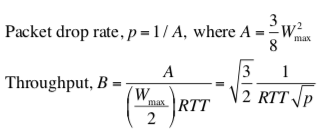 Packet drop rate, p = 1 / A, where A = 3/8 W²max
Throughput, B = A / ((Wmax / 2) RTT) = √(3/2) 1 / (RTT √p)